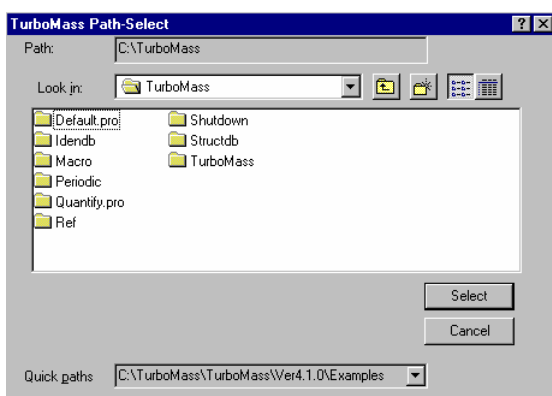 TurboMass Path-Select
Path: C:\TurboMass
Look in: TurboMass
Default.pro Shutdown
Idendb Structdb
Macro TurboMass
Periodic
Quantify.pro
Ref
Select
Cancel
Quick paths C:\TurboMass\TurboMass\Ver4.1.0\Examples